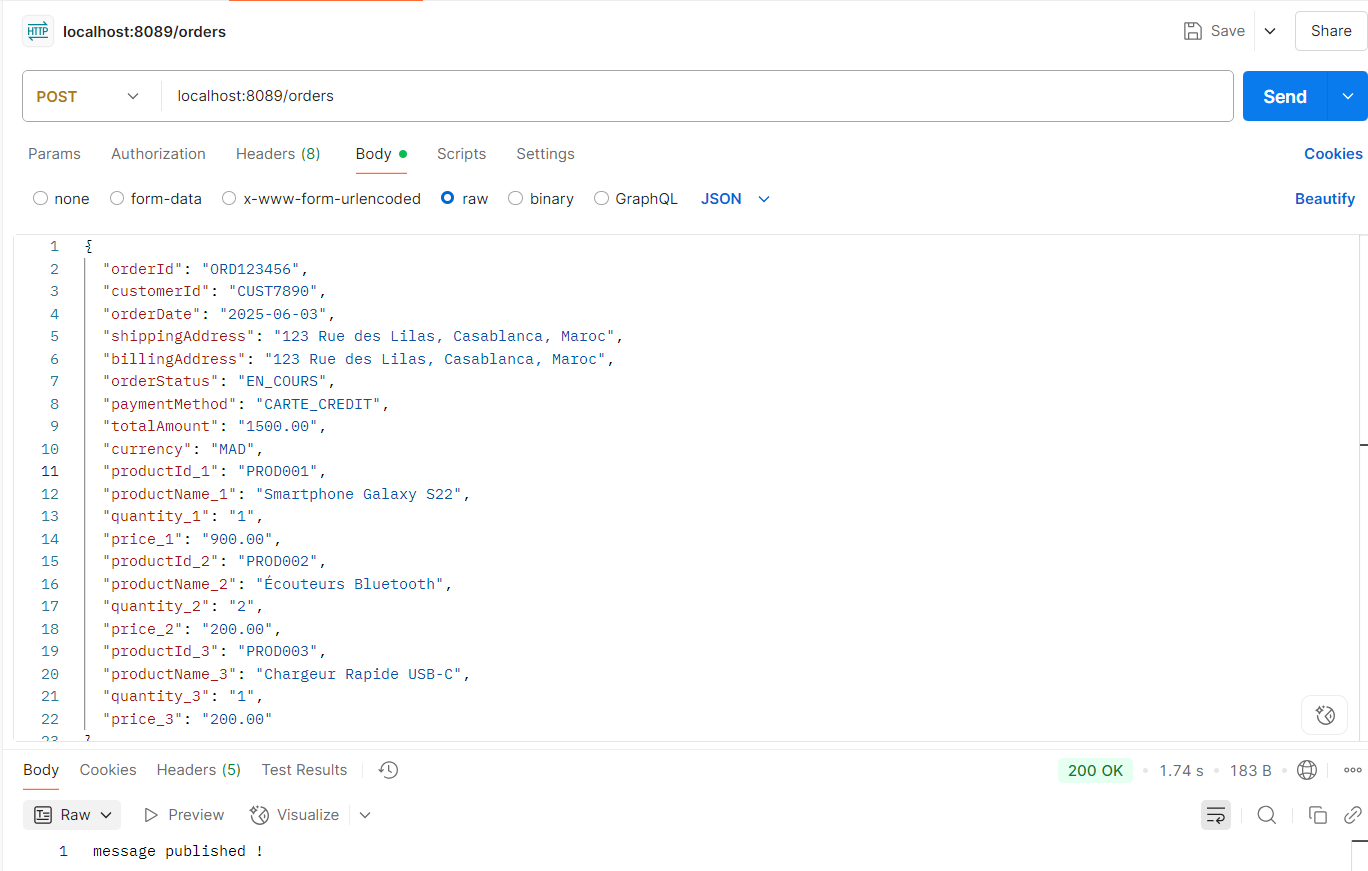 HTTP localhost:8089/orders Save Share
POST localhost:8089/orders Send
Params Authorization Headers (8) Body Scripts Settings Cookies
none form-data x-www-form-urlencoded raw binary GraphQL JSON Beautify
1 {
2 "orderId": "ORD123456",
3 "customerId": "CUST7890",
4 "orderDate": "2025-06-03",
5 "shippingAddress": "123 Rue des Lilas, Casablanca, Maroc",
6 "billingAddress": "123 Rue des Lilas, Casablanca, Maroc",
7 "orderStatus": "EN_COURS",
8 "paymentMethod": "CARTE_CREDIT",
9 "totalAmount": "1500.00",
10 "currency": "MAD",
11 "productId_1": "PROD001",
12 "productName_1": "Smartphone Galaxy S22",
13 "quantity_1": "1",
14 "price_1": "900.00",
15 "productId_2": "PROD002",
16 "productName_2": "Écouteurs Bluetooth",
17 "quantity_2": "2",
18 "price_2": "200.00",
19 "productId_3": "PROD003",
20 "productName_3": "Chargeur Rapide USB-C",
21 "quantity_3": "1",
22 "price_3": "200.00"
23 }
Body Cookies Headers (5) Test Results 200 OK 1.74 s 183 B
Raw Preview Visualize
1 message published !